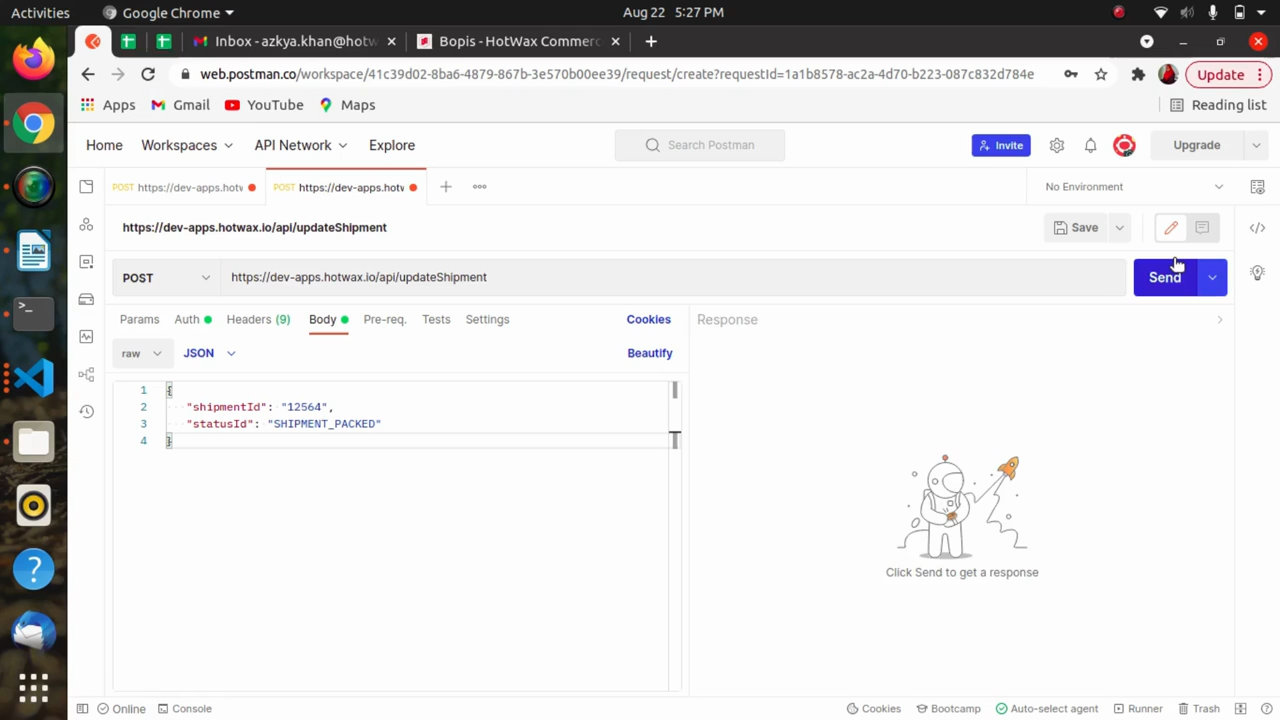 Activities
Google Chrome
Aug 22 5:27 PM
Inbox - azkya.khan@hotw
Bopis - HotWax Commerc
web.postman.co/workspace/41c39d02-8ba6-4879-867b-3e570b00ee39/request/create?requestId=1a1b8578-ac2a-4d70-b223-087c832d784e
Update
Apps
Gmail
YouTube
Maps
Reading list
Home
Workspaces
API Network
Explore
Search Postman
Invite
Upgrade
POST https://dev-apps.hotw
POST https://dev-apps.hotw
No Environment
https://dev-apps.hotwax.io/api/updateShipment
Save
POST
https://dev-apps.hotwax.io/api/updateShipment
Send
Params
Auth
Headers (9)
Body
Pre-req.
Tests
Settings
Cookies
Response
raw
JSON
Beautify
1 {
2 "shipmentId": "12564",
3 "statusId": "SHIPMENT_PACKED"
4 }
Click Send to get a response
Online
Console
Cookies
Bootcamp
Auto-select agent
Runner
Trash